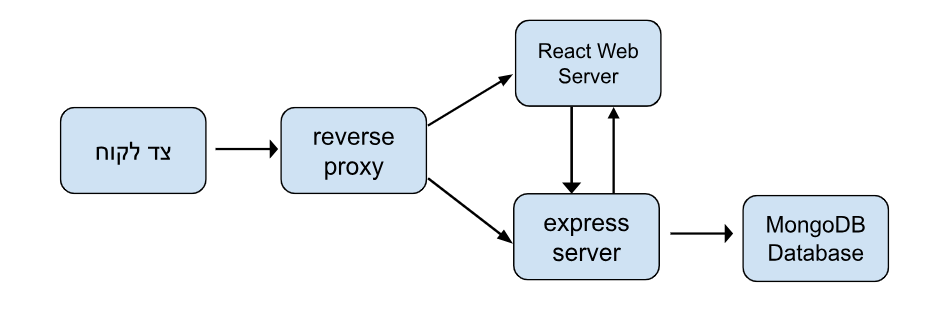 צד לקוח
reverse
proxy
React Web
Server
express
server
MongoDB
Database